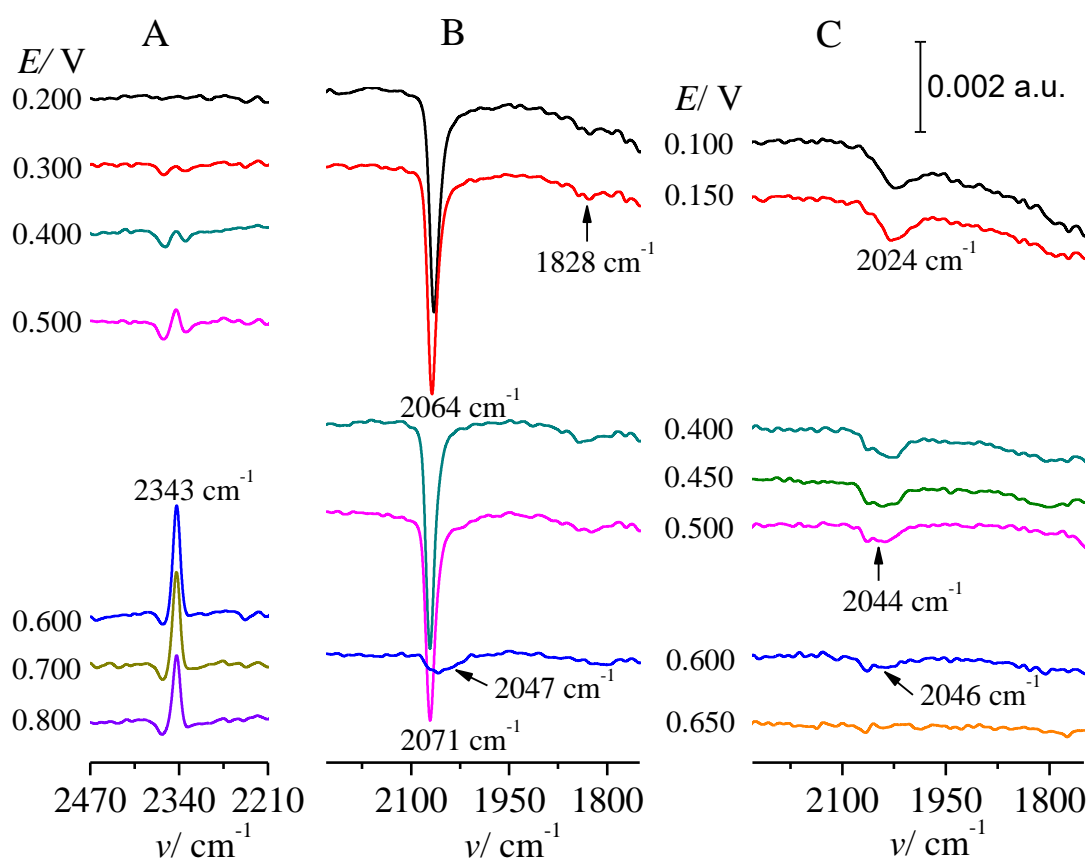 A
B
C
E/ V
0.200
0.300
0.400
0.500
0.600
0.700
0.800
2343 cm⁻¹
2470 2340 2210
ν/ cm⁻¹
1828 cm⁻¹
2064 cm⁻¹
2047 cm⁻¹
2071 cm⁻¹
2100 1950 1800
ν/ cm⁻¹
0.002 a.u.
E/ V
0.100
0.150
2024 cm⁻¹
0.400
0.450
0.500
2044 cm⁻¹
0.600
2046 cm⁻¹
0.650
2100 1950 1800
ν/ cm⁻¹